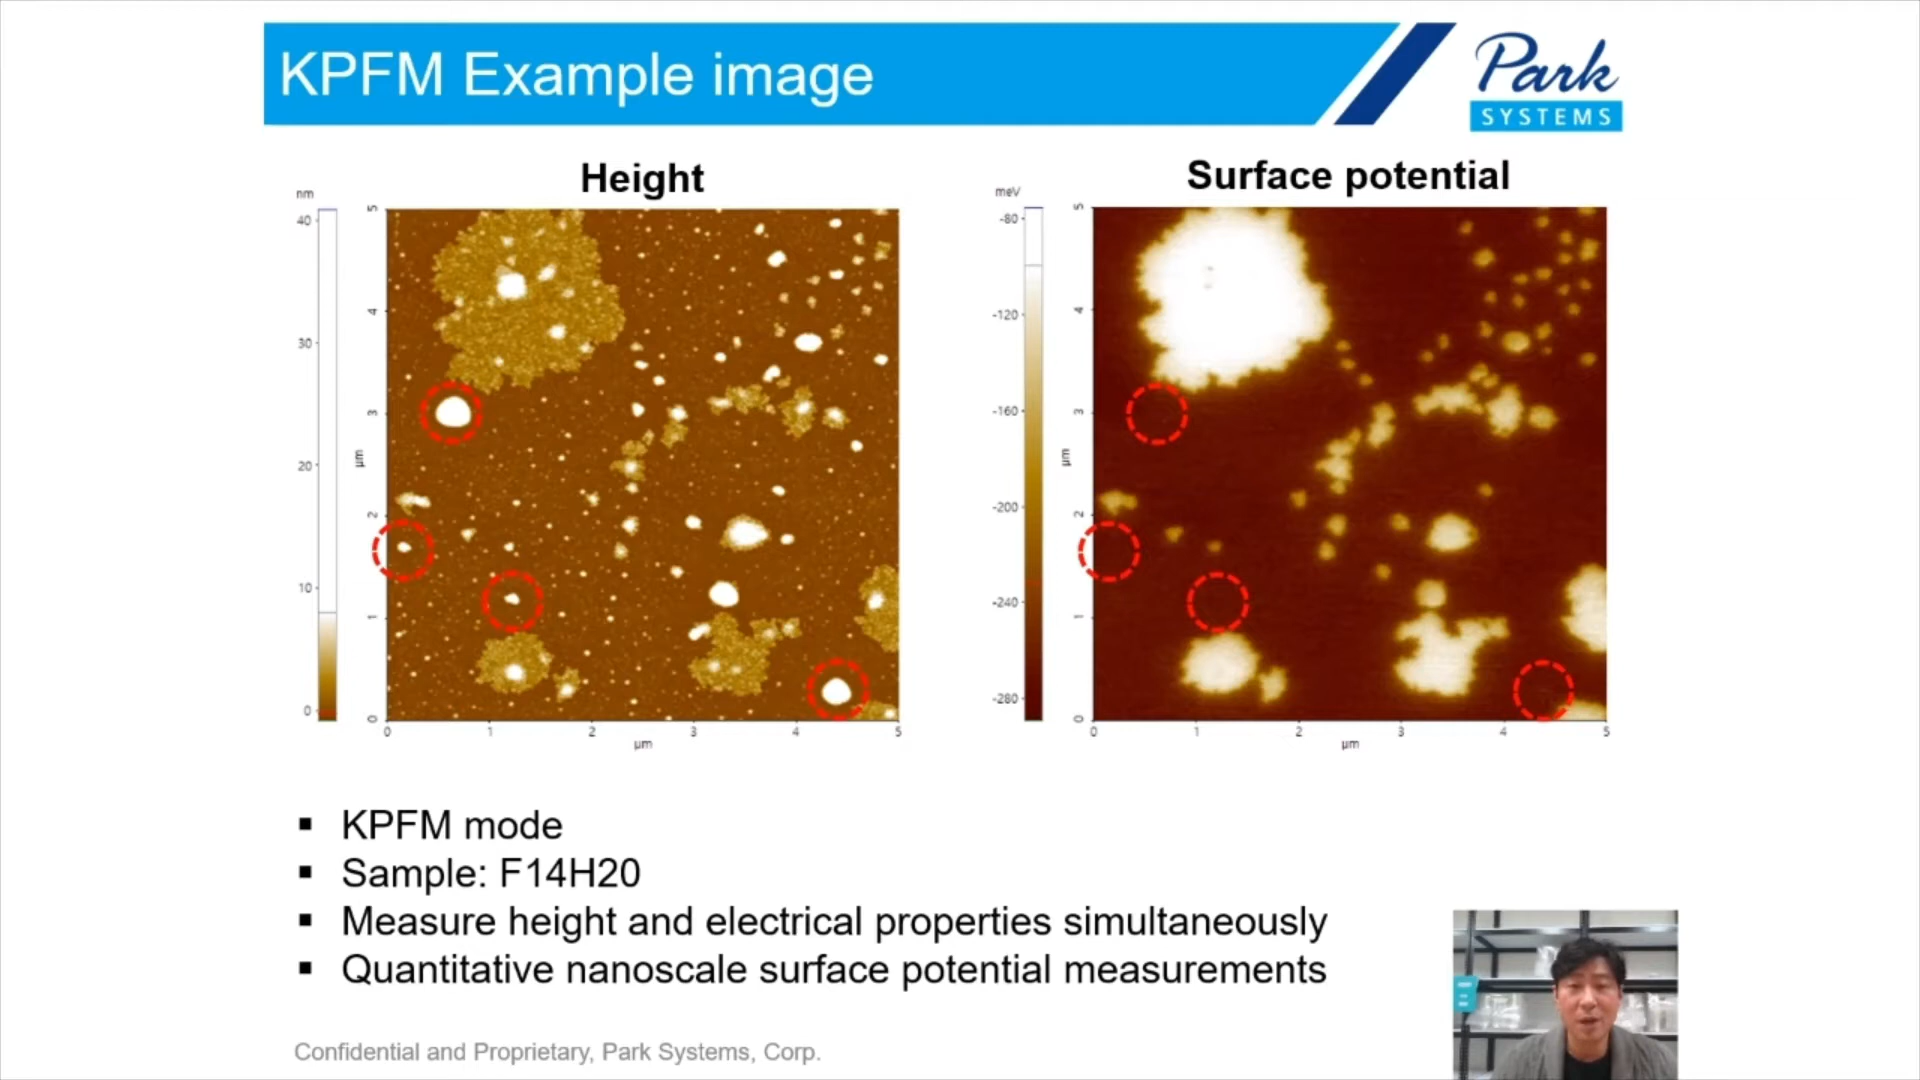 KPFM Example image
Park
SYSTEMS
Height
Surface potential
nm
40
30
20
10
0
5
4
3
2
1
0
µm
0 1 2 3 4 5
µm
meV
-80
-120
-160
-200
-240
-280
5
4
3
2
1
0
µm
0 1 2 3 4 5
µm
▪ KPFM mode
▪ Sample: F14H20
▪ Measure height and electrical properties simultaneously
▪ Quantitative nanoscale surface potential measurements
Confidential and Proprietary, Park Systems, Corp.